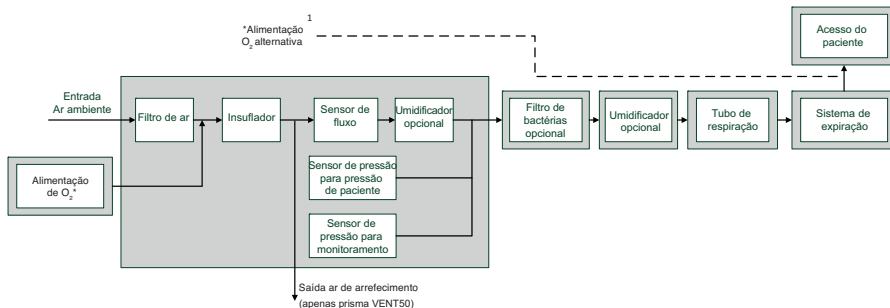 1
*Alimentação
O₂ alternativa
Acesso do
paciente
Entrada
Ar ambiente
Filtro de ar
Insuflador
Sensor de
fluxo
Umidificador
opcional
Filtro de
bactérias
opcional
Umidificador
opcional
Tubo de
respiração
Sistema de
expiração
Alimentação
de O₂*
Sensor de pressão
para pressão
de paciente
Sensor de
pressão para
monitoramento
Saída ar de arrefecimento
(apenas prisma VENT50)